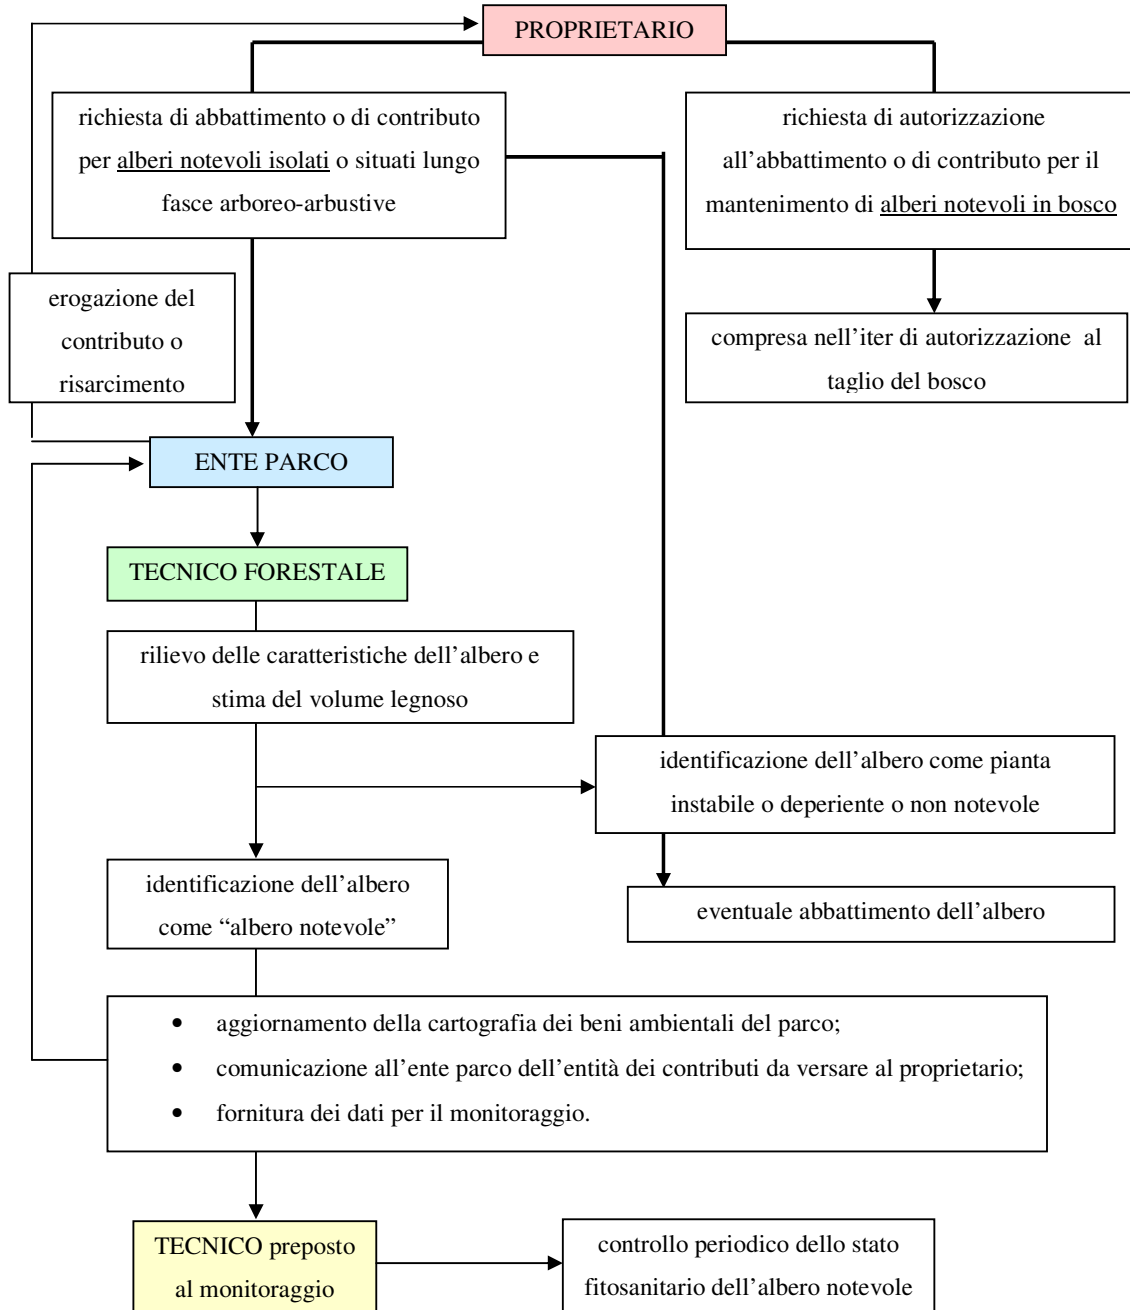 PROPRIETARIO
richiesta di abbattimento o di contributo
per alberi notevoli isolati o situati lungo
fasce arboreo-arbustive
richiesta di autorizzazione
all’abbattimento o di contributo per il
mantenimento di alberi notevoli in bosco
erogazione del
contributo o
risarcimento
compresa nell’iter di autorizzazione al
taglio del bosco
ENTE PARCO
TECNICO FORESTALE
rilievo delle caratteristiche dell’albero e
stima del volume legnoso
identificazione dell’albero come pianta
instabile o deperiente o non notevole
identificazione dell’albero
come “albero notevole”
eventuale abbattimento dell’albero
• aggiornamento della cartografia dei beni ambientali del parco;
• comunicazione all’ente parco dell’entità dei contributi da versare al proprietario;
• fornitura dei dati per il monitoraggio.
TECNICO preposto
al monitoraggio
controllo periodico dello stato
fitosanitario dell’albero notevole